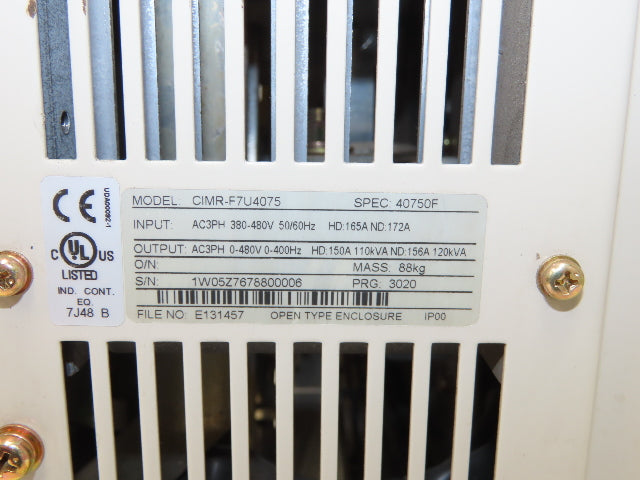 UDA00082-1
CE
C UL US
LISTED
IND. CONT.
EQ.
7J48 B
MODEL: CIMR-F7U4075 SPEC: 40750F
INPUT: AC3PH 380-480V 50/60Hz HD:165A ND:172A
OUTPUT: AC3PH 0-480V 0-400Hz HD:150A 110kVA ND:156A 120kVA
O/N: MASS: 88kg
S/N: 1W05Z7678800006 PRG: 3020
FILE NO: E131457 OPEN TYPE ENCLOSURE IP00